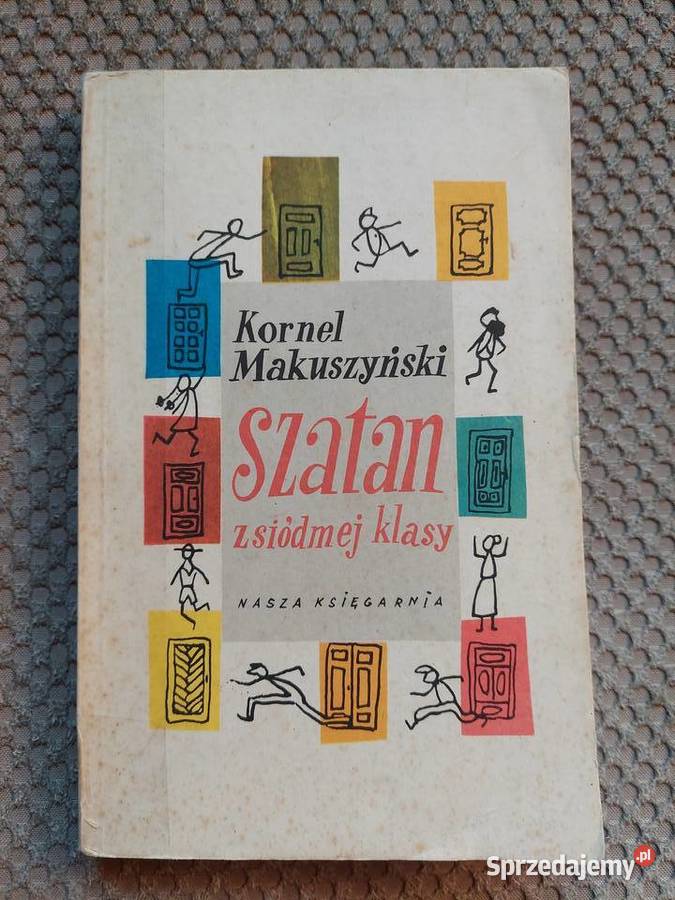 Kornel
Makuszyński
Szatan
z siódmej klasy
NASZA KSIĘGARNIA
Sprzedajemy.pl